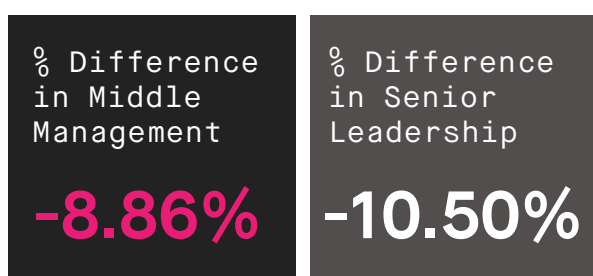 % Difference
in Middle
Management
-8.86%
% Difference
in Senior
Leadership
-10.50%